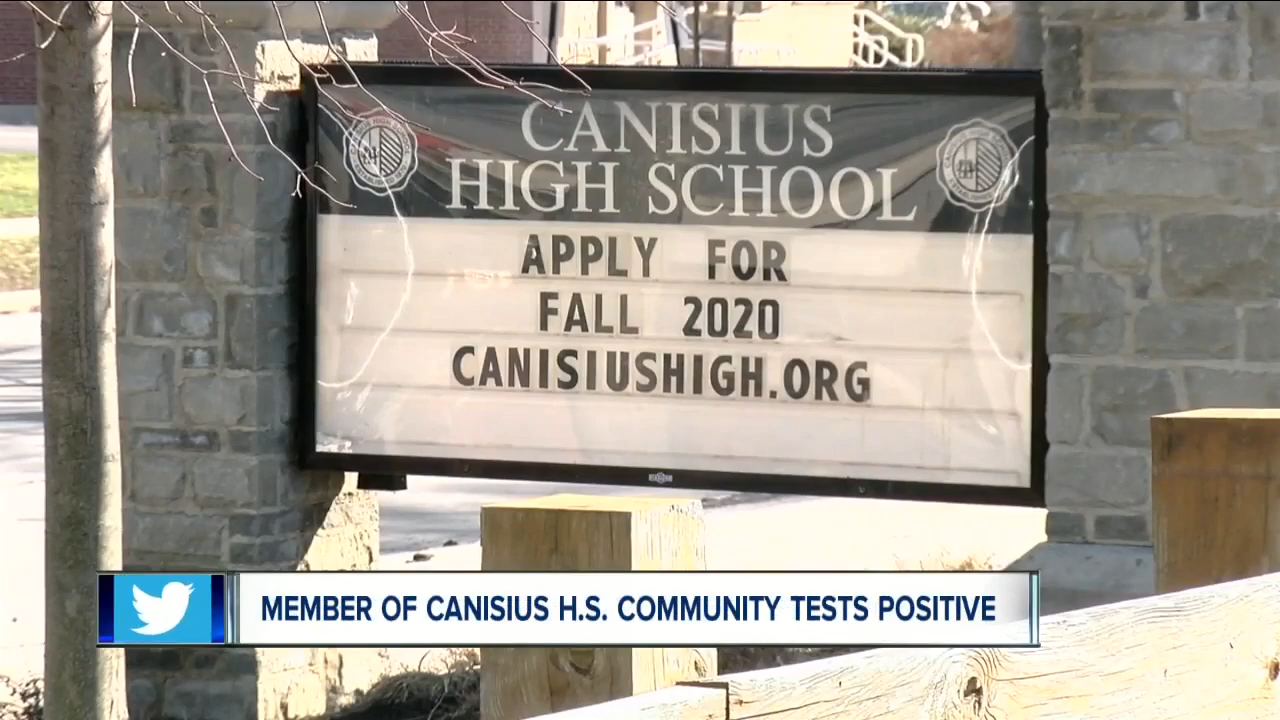 CANISIUS
HIGH SCHOOL
APPLY FOR
FALL 2020
CANISIUSHIGH.ORG
MEMBER OF CANISIUS H.S. COMMUNITY TESTS POSITIVE